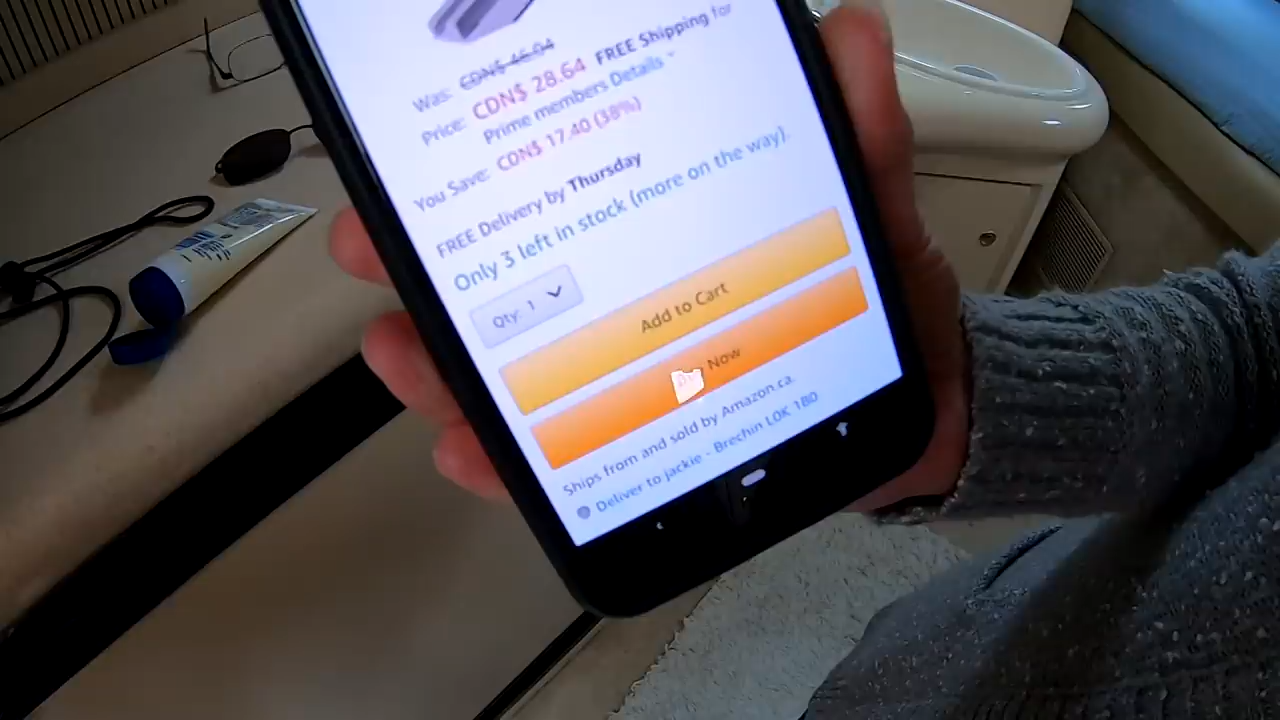 Was: CDN$ 46.04
Price: CDN$ 28.64 FREE Shipping for
Prime members Details
You Save: CDN$ 17.40 (38%)
FREE Delivery by Thursday
Only 3 left in stock (more on the way).
Qty: 1
Add to Cart
Now
Ships from and sold by Amazon.ca.
Deliver to jackie - Brechin L0K 1B0